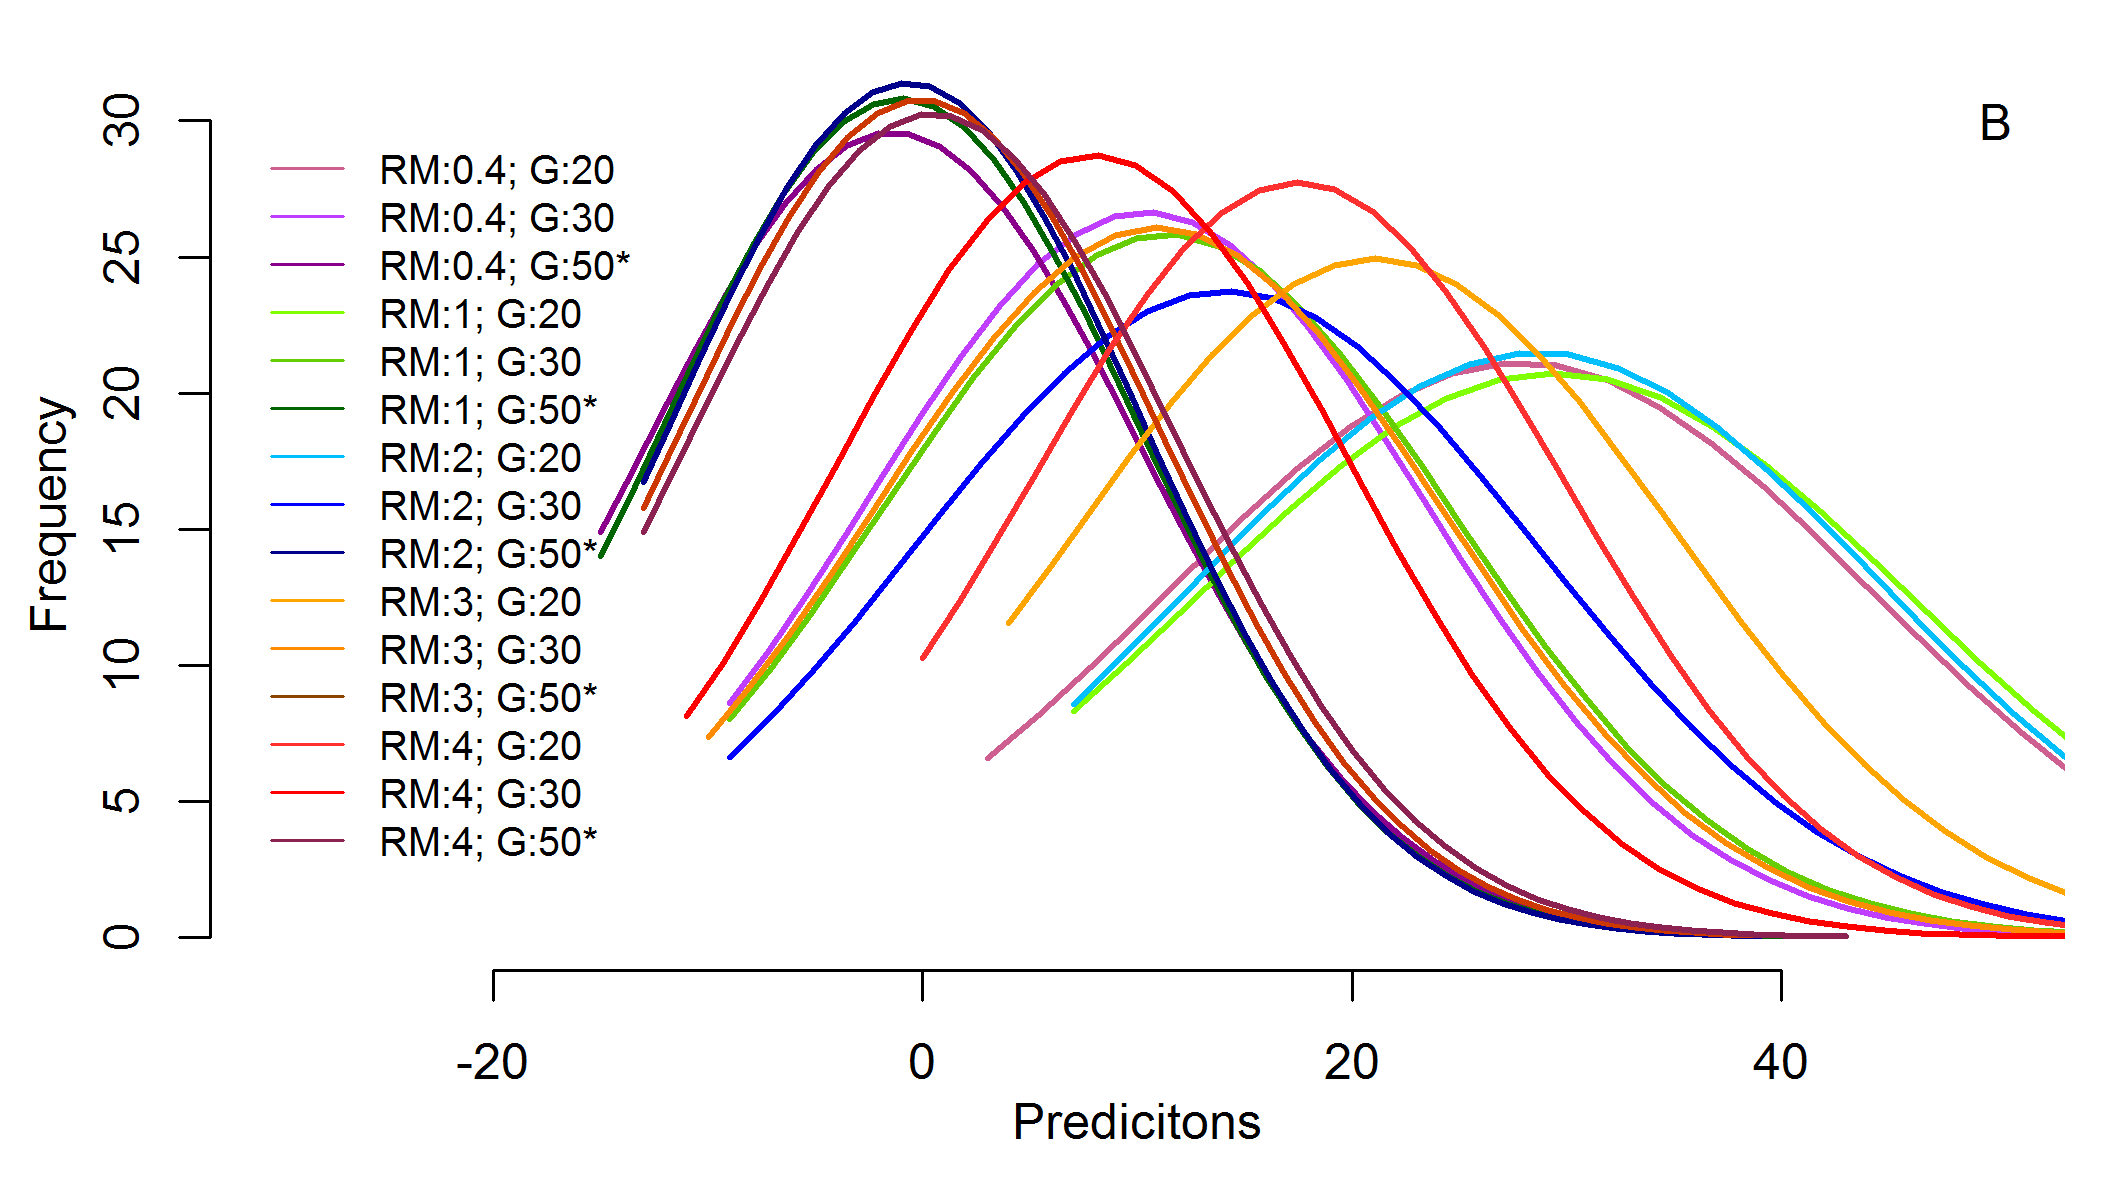 B
30
25
20
15
10
5
0
Frequency
RM:0.4; G:20
RM:0.4; G:30
RM:0.4; G:50*
RM:1; G:20
RM:1; G:30
RM:1; G:50*
RM:2; G:20
RM:2; G:30
RM:2; G:50*
RM:3; G:20
RM:3; G:30
RM:3; G:50*
RM:4; G:20
RM:4; G:30
RM:4; G:50*
-20 0 20 40
Predicitons